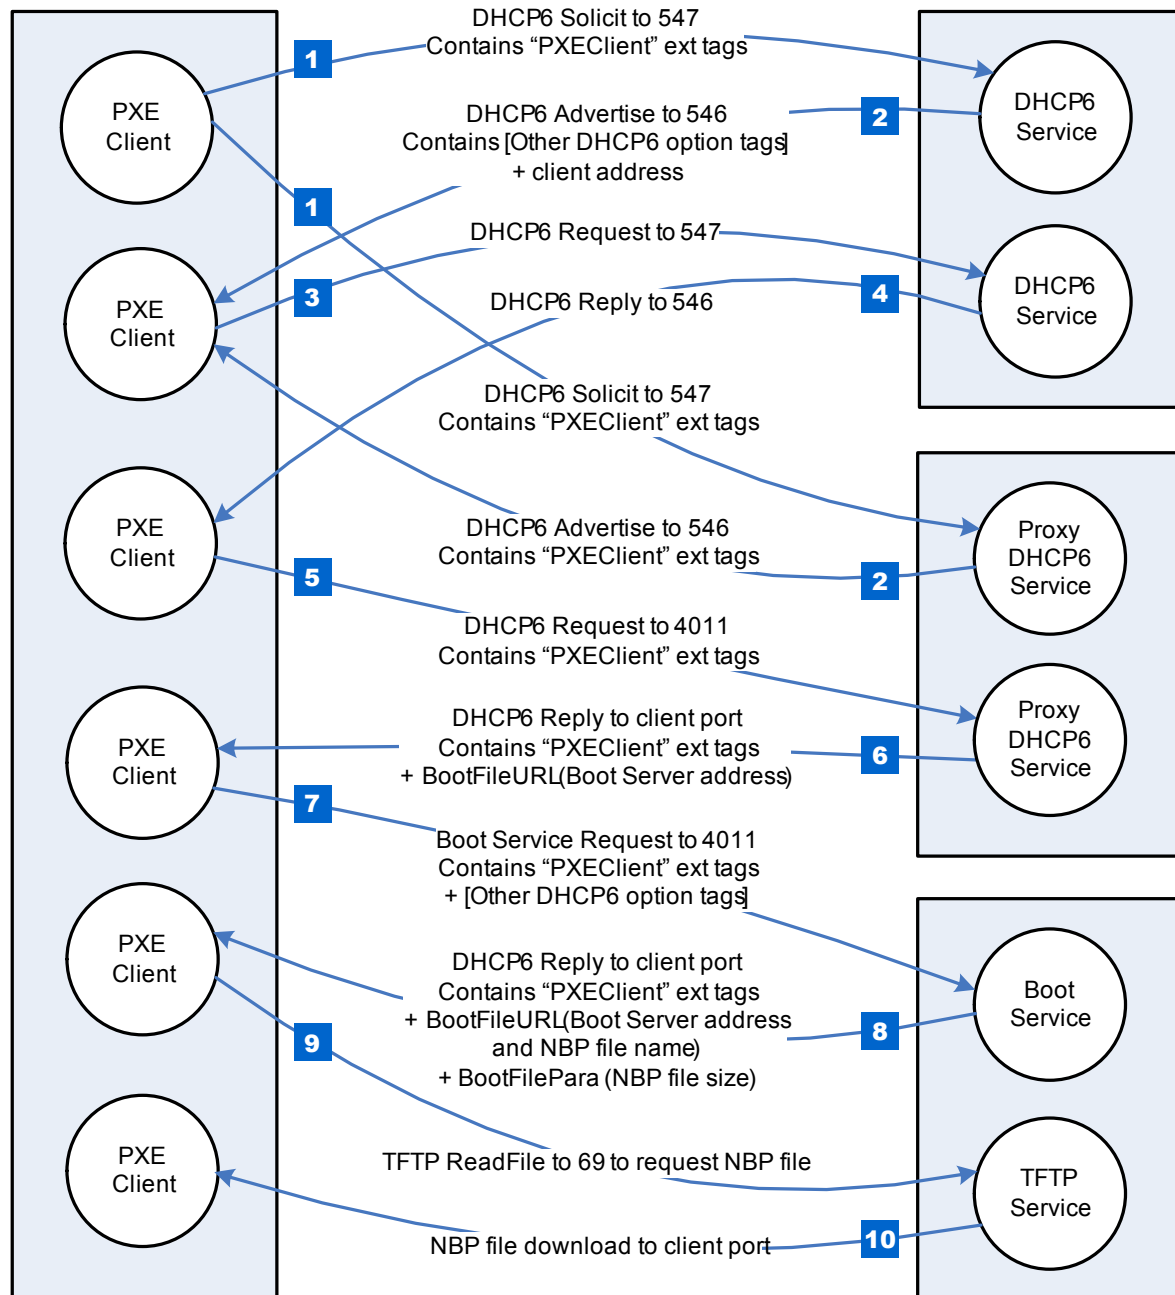 DHCP6 Solicit to 547
Contains “PXEClient” ext tags
1
PXE
Client
DHCP6
Service
DHCP6 Advertise to 546
Contains [Other DHCP6 option tags]
+ client address
2
1
DHCP6 Request to 547
3
PXE
Client
DHCP6
Service
DHCP6 Reply to 546
4
DHCP6 Solicit to 547
Contains “PXEClient” ext tags
PXE
Client
Proxy
DHCP6
Service
DHCP6 Advertise to 546
Contains “PXEClient” ext tags
2
5
DHCP6 Request to 4011
Contains “PXEClient” ext tags
PXE
Client
Proxy
DHCP6
Service
DHCP6 Reply to client port
Contains “PXEClient” ext tags
+ BootFileURL(Boot Server address)
6
7
Boot Service Request to 4011
Contains “PXEClient” ext tags
+ [Other DHCP6 option tags]
PXE
Client
Boot
Service
DHCP6 Reply to client port
Contains “PXEClient” ext tags
+ BootFileURL(Boot Server address
and NBP file name)
+ BootFilePara (NBP file size)
8
9
TFTP ReadFile to 69 to request NBP file
PXE
Client
TFTP
Service
NBP file download to client port
10